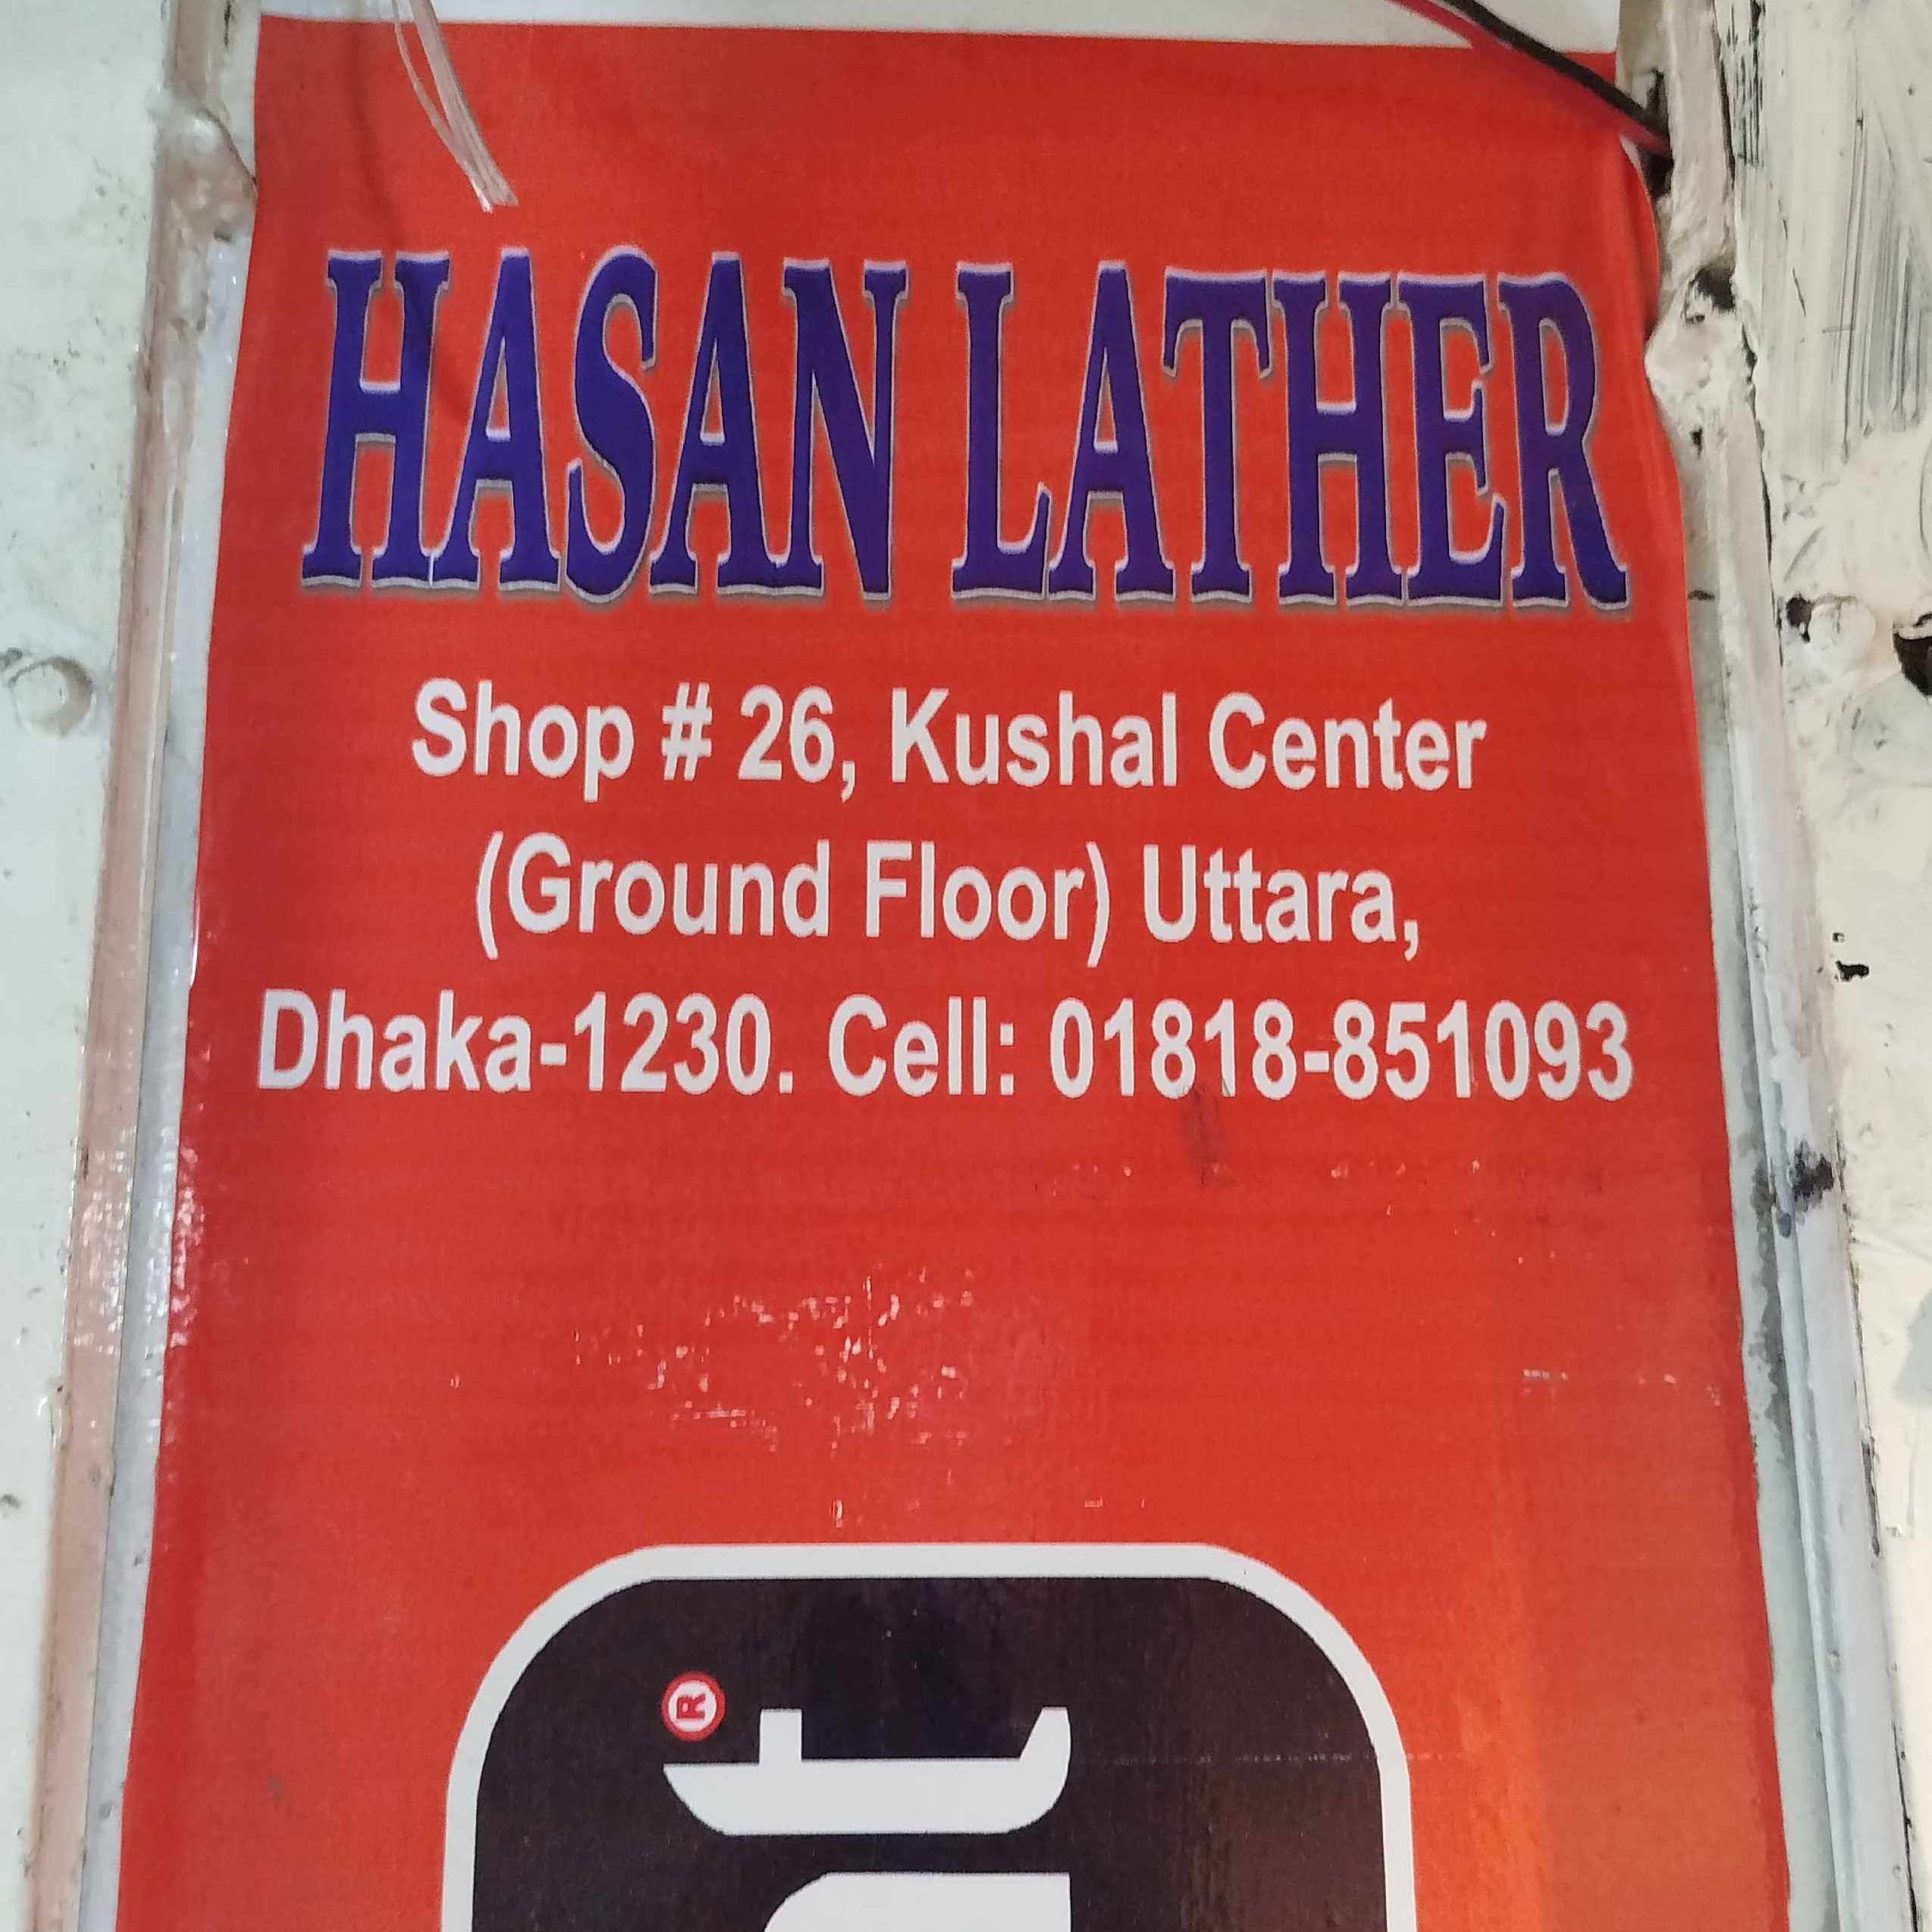 HASAN LATHER
Shop # 26, Kushal Center
(Ground Floor) Uttara,
Dhaka-1230. Cell: 01818-851093